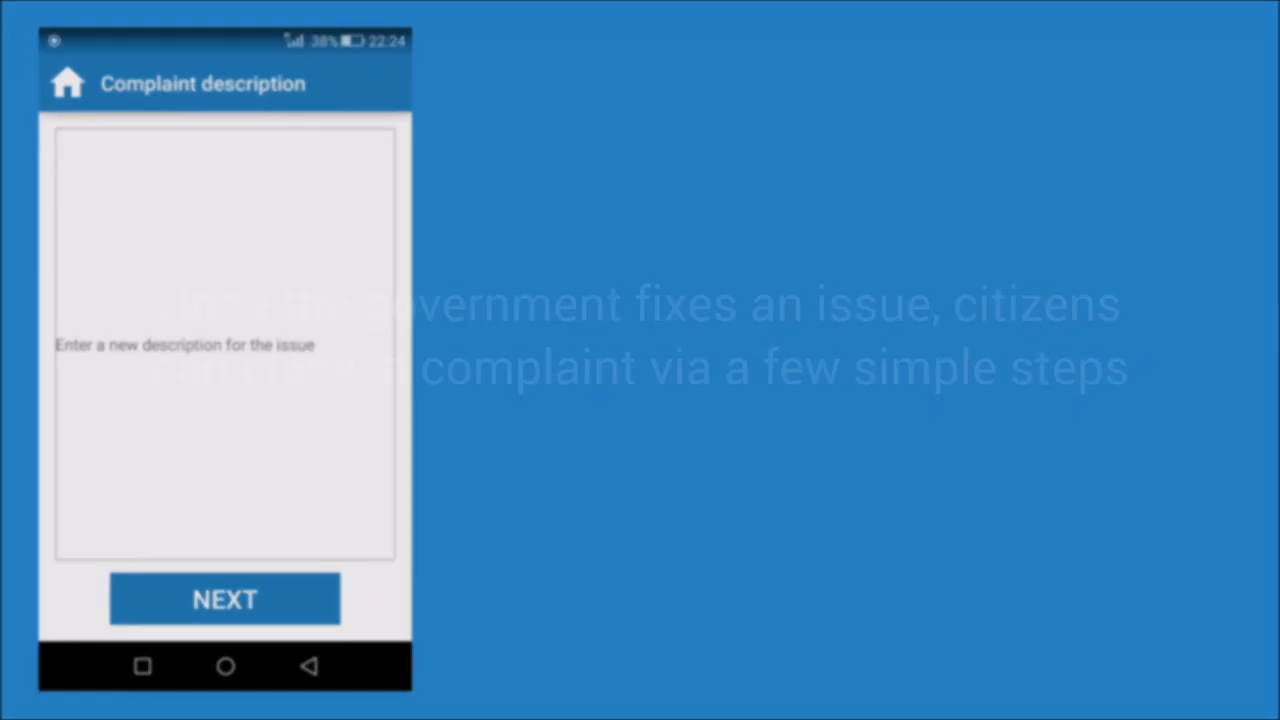 38% 22:24
Complaint description
government fixes an issue, citizens
Enter a new description for the issue
complaint via a few simple steps
NEXT